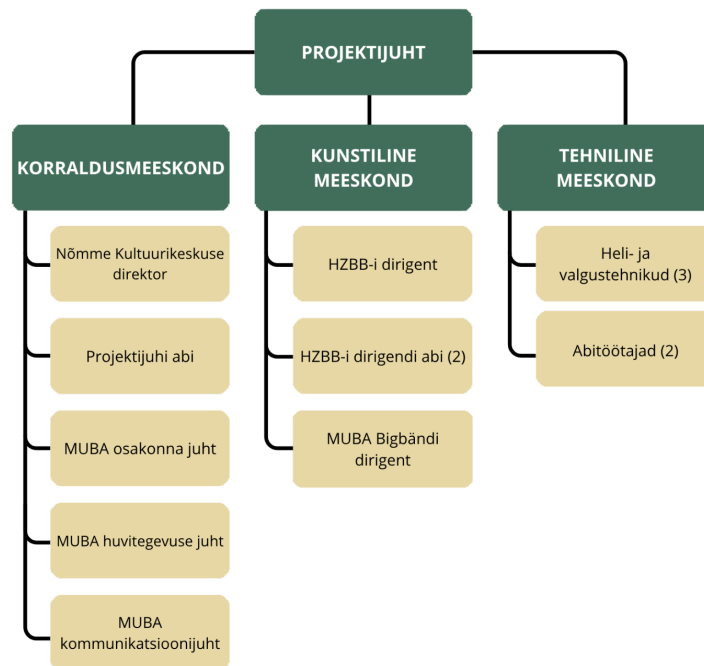 PROJEKTIJUHT
KORRALDUSMEESKOND
Nõmme Kultuurikeskuse
direktor
Projektijuhi abi
MUBA osakonna juht
MUBA huvitegevuse juht
MUBA
kommunikatsioonijuht
KUNSTILINE
MEESKOND
HZBB-i dirigent
HZBB-i dirigendi abi (2)
MUBA Bigbändi
dirigent
TEHNILINE
MEESKOND
Heli- ja
valgustehnikud (3)
Abitöötajad (2)